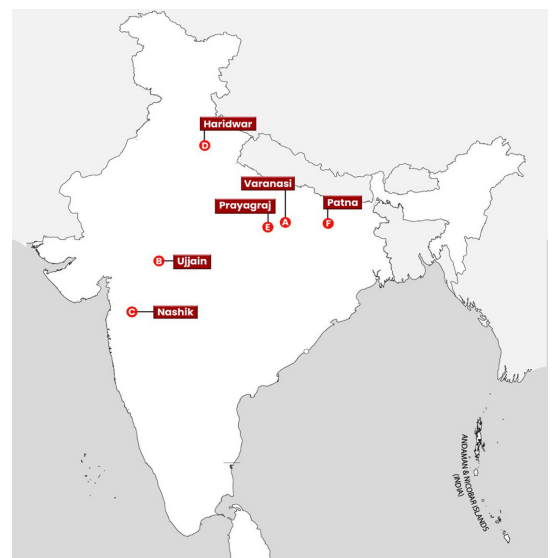 Haridwar
D
Varanasi
Prayagraj
Patna
E
A
F
B
Ujjain
C
Nashik
ANDAMAN & NICOBAR ISLANDS
(INDIA)